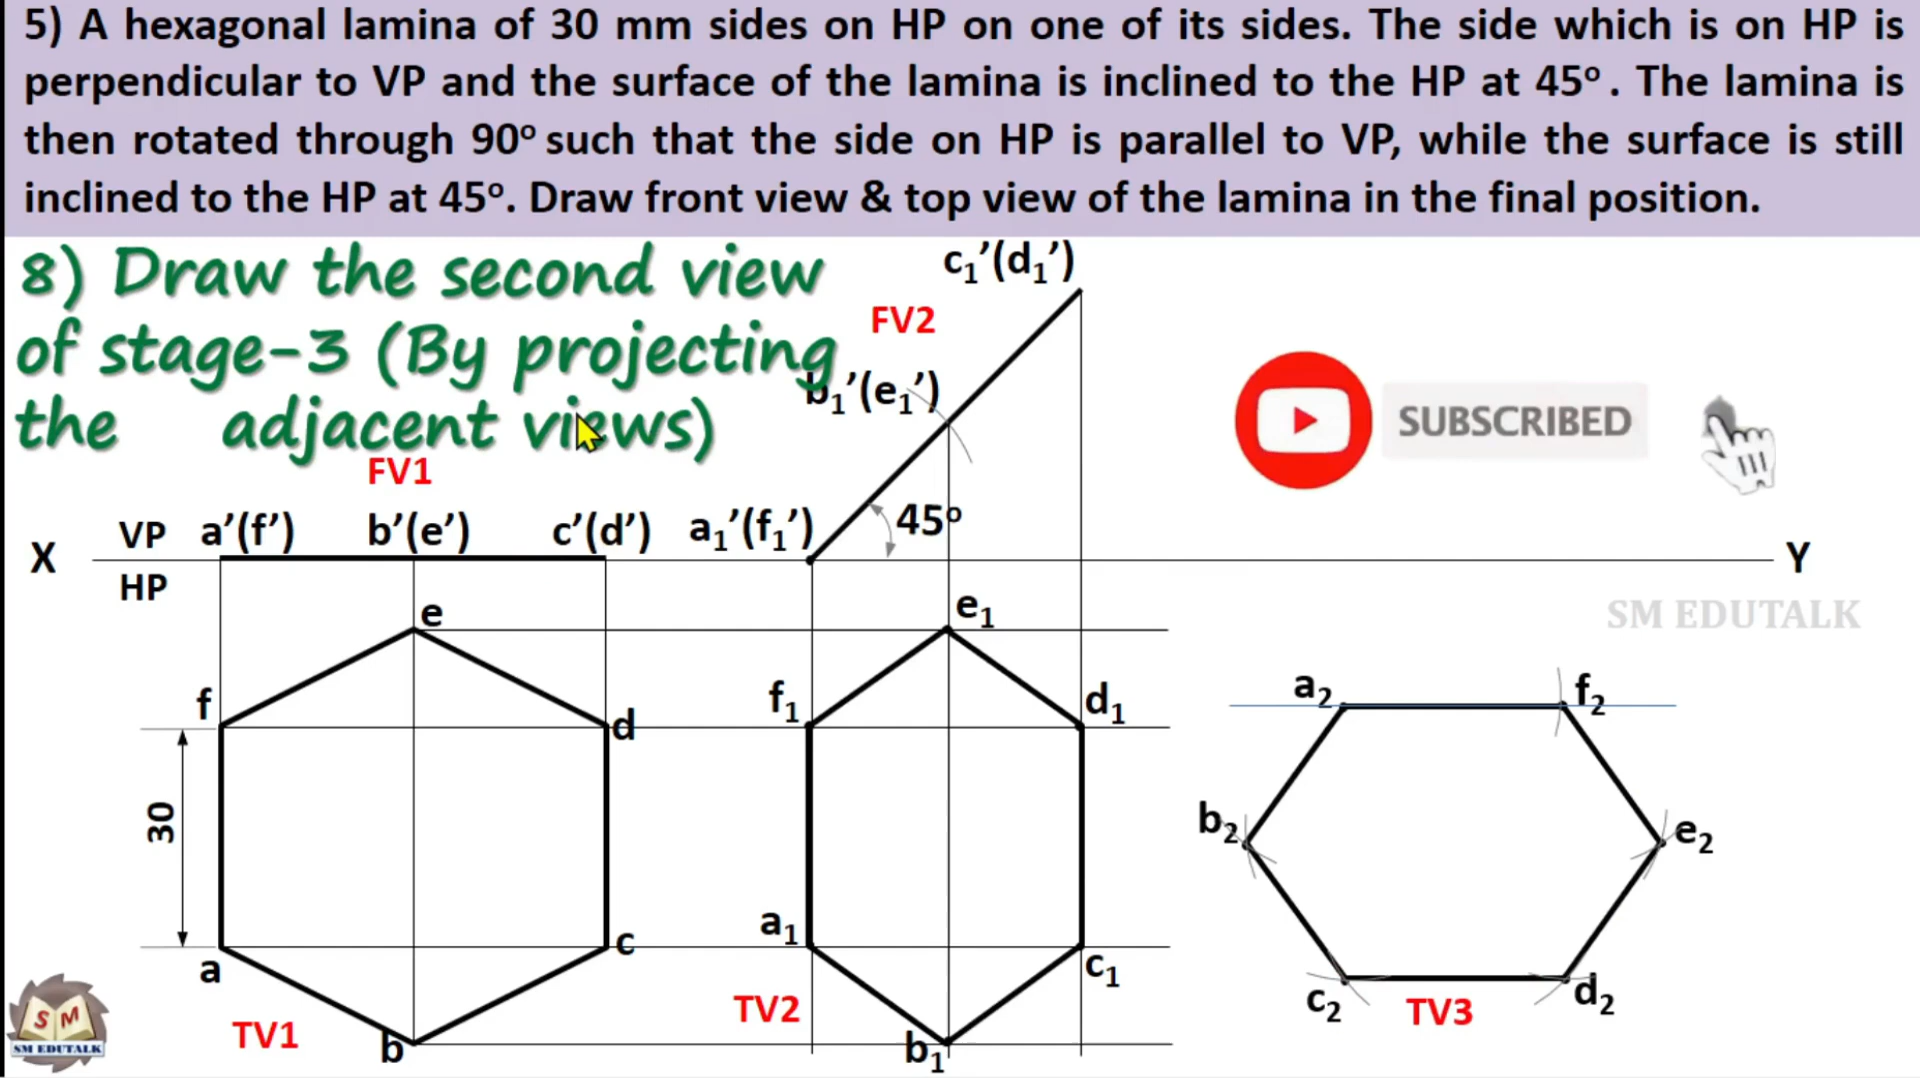 5) A hexagonal lamina of 30 mm sides on HP on one of its sides. The side which is on HP is
perpendicular to VP and the surface of the lamina is inclined to the HP at 45º . The lamina is
then rotated through 90º such that the side on HP is parallel to VP, while the surface is still
inclined to the HP at 45º. Draw front view & top view of the lamina in the final position.
8) Draw the second view
of stage-3 (By projecting
the adjacent views)
c₁’(d₁’)
FV2
b₁’(e₁’)
SUBSCRIBED
FV1
VP a’(f’) b’(e’) c’(d’) a₁’(f₁’) 45º
X Y
HP
e e₁
SM EDUTALK
f f₁ d₁ a₂ f₂
d
30
b₂ e₂
a₁ c
a c₁
c₂ TV3 d₂
TV1 TV2
b b₁
S M
SM EDUTALK